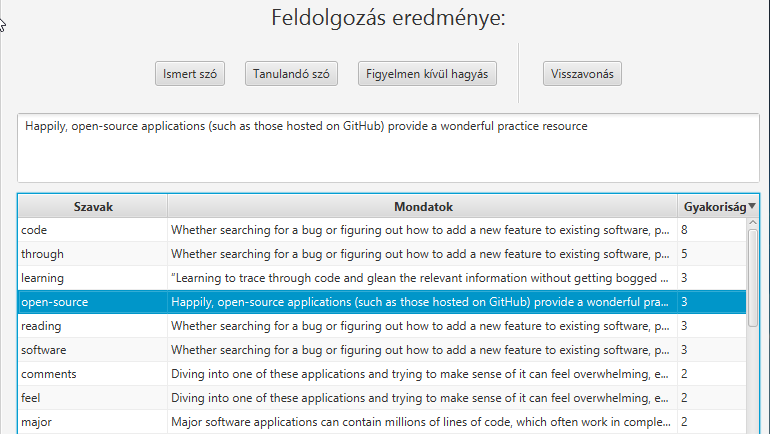 Feldolgozás eredménye:
Ismert szó Tanulandó szó Figyelmen kívül hagyás Visszavonás
Happily, open-source applications (such as those hosted on GitHub) provide a wonderful practice resource
Szavak Mondatok Gyakoriság
code Whether searching for a bug or figuring out how to add a new feature to existing software, p... 8
through Whether searching for a bug or figuring out how to add a new feature to existing software, p... 5
learning “Learning to trace through code and glean the relevant information without getting bogged ... 3
open-source Happily, open-source applications (such as those hosted on GitHub) provide a wonderful pra... 3
reading Whether searching for a bug or figuring out how to add a new feature to existing software, p... 3
software Whether searching for a bug or figuring out how to add a new feature to existing software, p... 3
comments Diving into one of these applications and trying to make sense of it can feel overwhelming, e... 2
feel Diving into one of these applications and trying to make sense of it can feel overwhelming, e... 2
major Major software applications can contain millions of lines of code, which often work in comple... 2